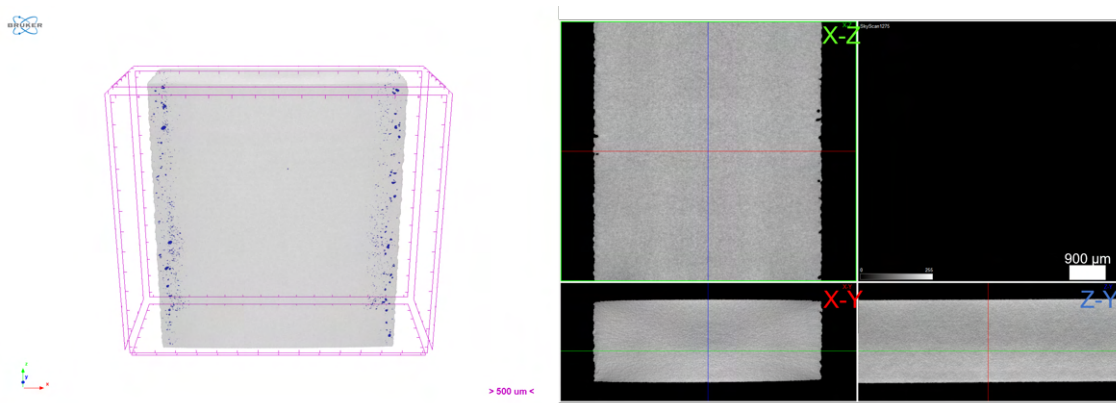 BRUKER
> 500 um <
X-Z
SkyScan1275
0
255
900 µm
X-Y
Z-Y
x